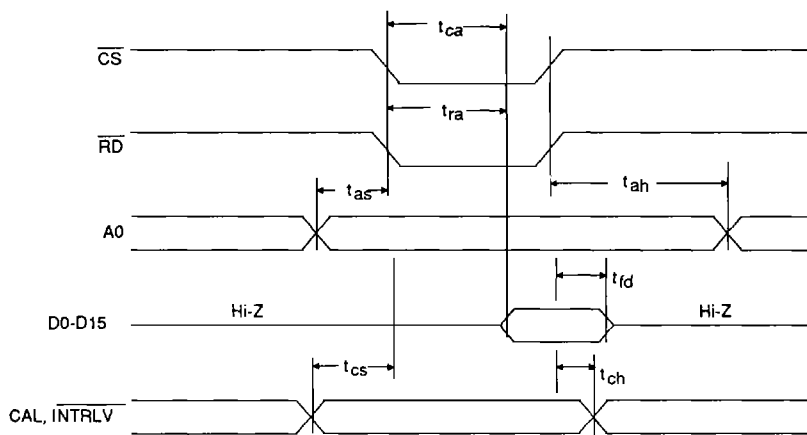 t_ca
CS
t_ra
RD
t_as
t_ah
A0
t_fd
Hi-Z
Hi-Z
D0-D15
t_cs
t_ch
CAL, INTRLV